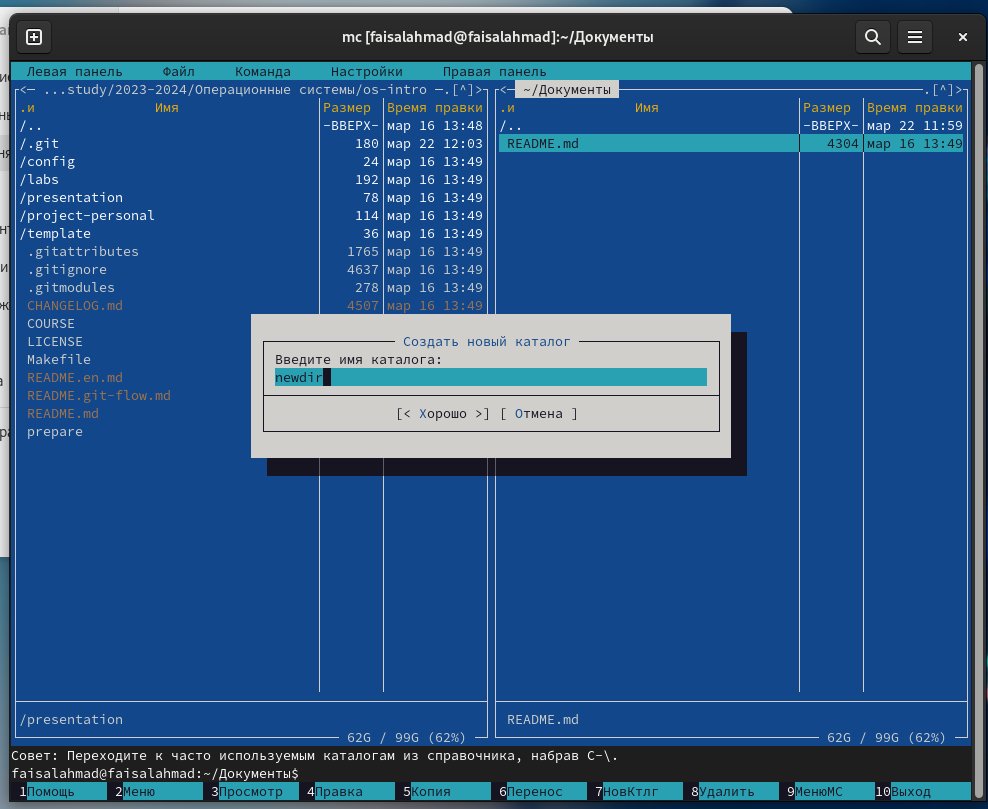 mc [faisalahmad@faisalahmad]:~/Документы
Левая панель Файл Команда Настройки Правая панель
<— ...study/2023-2024/Операционные системы/os-intro —.[^]>
.и Имя Размер Время правки
/.. -ВВЕРХ- мар 16 13:48
/.git 180 мар 22 12:03
/config 24 мар 16 13:49
/labs 192 мар 16 13:49
/presentation 78 мар 16 13:49
/project-personal 114 мар 16 13:49
/template 36 мар 16 13:49
.gitattributes 1765 мар 16 13:49
.gitignore 4637 мар 16 13:49
.gitmodules 278 мар 16 13:49
CHANGELOG.md 4507 мар 16 13:49
COURSE
LICENSE
Makefile
README.en.md
README.git-flow.md
README.md
prepare
/presentation
62G / 99G (62%)
<— ~/Документы .[^]>
.и Имя Размер Время правки
/.. -ВВЕРХ- мар 22 11:59
README.md 4304 мар 16 13:49
README.md
62G / 99G (62%)
Создать новый каталог
Введите имя каталога:
newdir
[< Хорошо >] [ Отмена ]
Совет: Переходите к часто используемым каталогам из справочника, набрав C-\.
faisalahmad@faisalahmad:~/Документы$
1Помощь 2Меню 3Просмотр 4Правка 5Копия 6Перенос 7НовКтлг 8Удалить 9МенюМС 10Выход